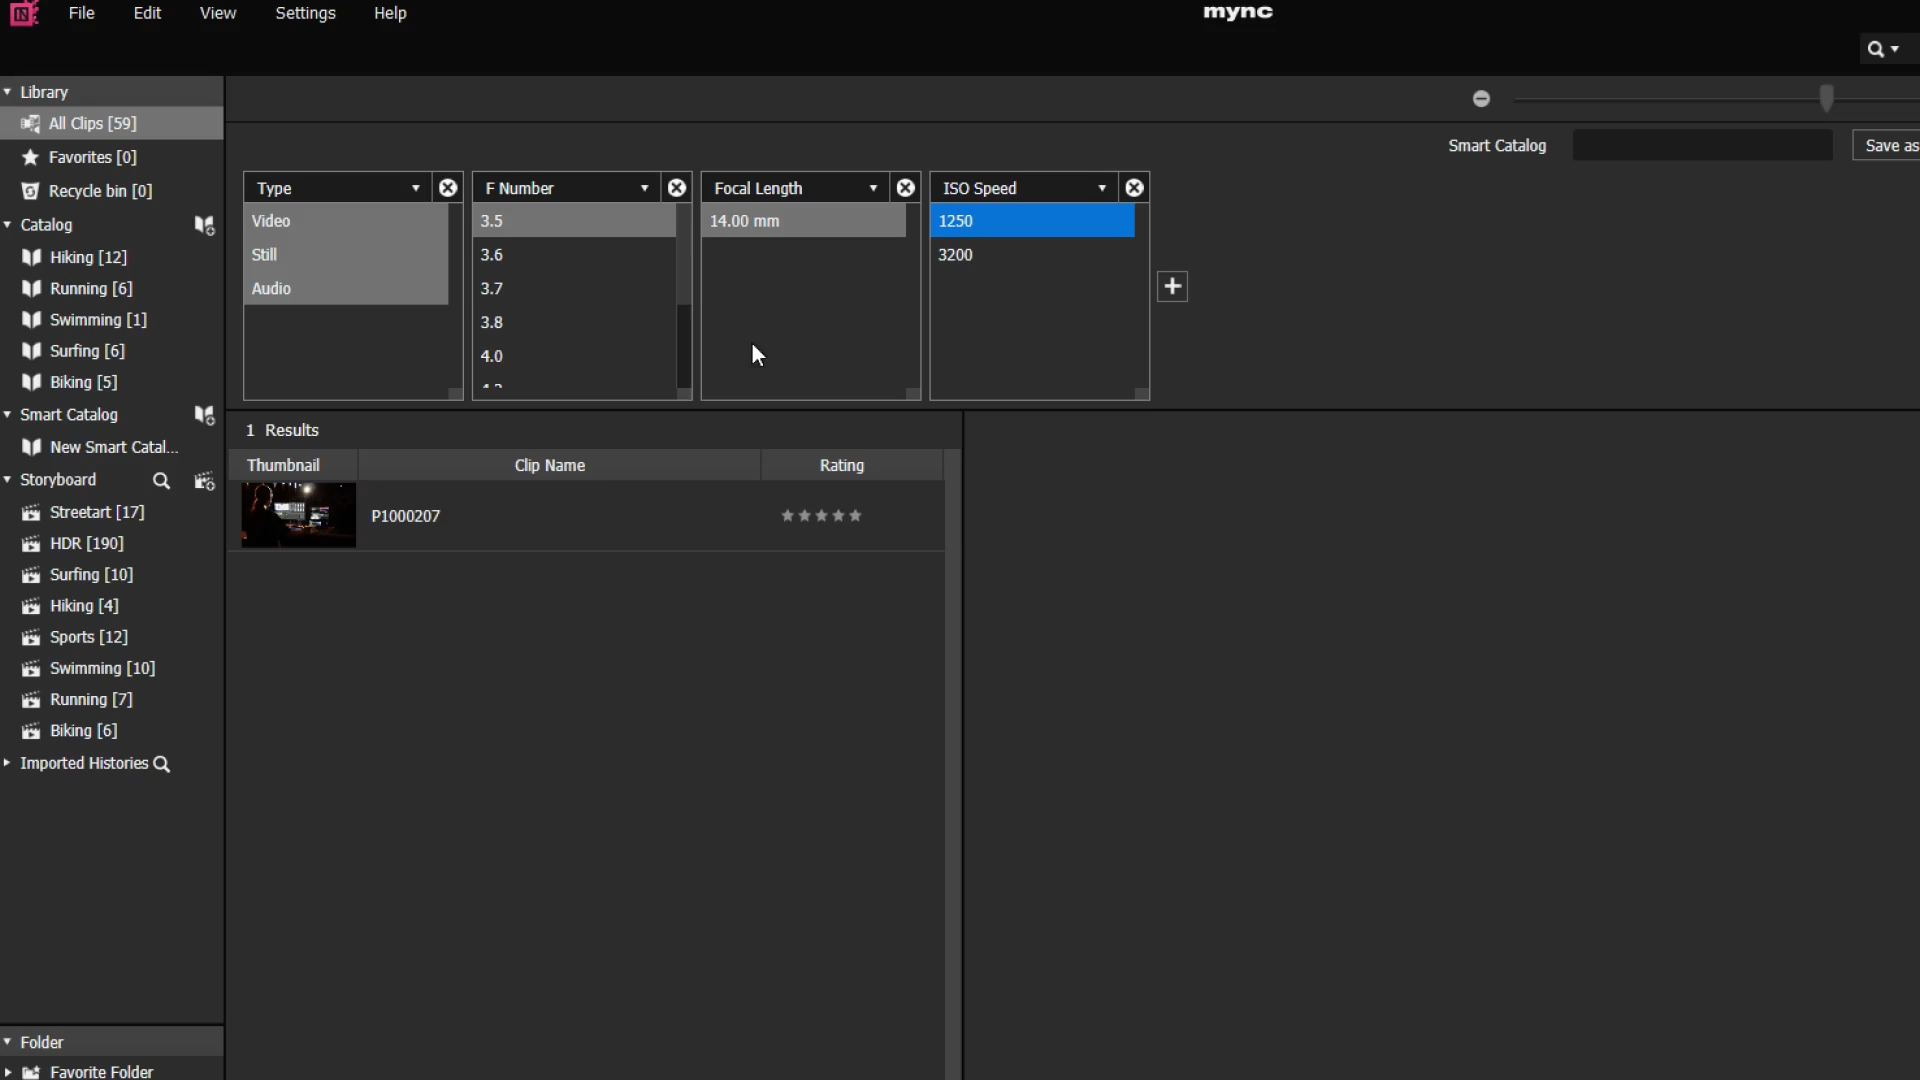 File Edit View Settings Help
mync
Library
All Clips [59]
Favorites [0]
Recycle bin [0]
Catalog
Hiking [12]
Running [6]
Swimming [1]
Surfing [6]
Biking [5]
Smart Catalog
New Smart Catal...
Storyboard
Streetart [17]
HDR [190]
Surfing [10]
Hiking [4]
Sports [12]
Swimming [10]
Running [7]
Biking [6]
Imported Histories
Folder
Favorite Folder
Smart Catalog
Save as
Type
Video
Still
Audio
F Number
3.5
3.6
3.7
3.8
4.0
Focal Length
14.00 mm
ISO Speed
1250
3200
1 Results
Thumbnail Clip Name Rating
P1000207